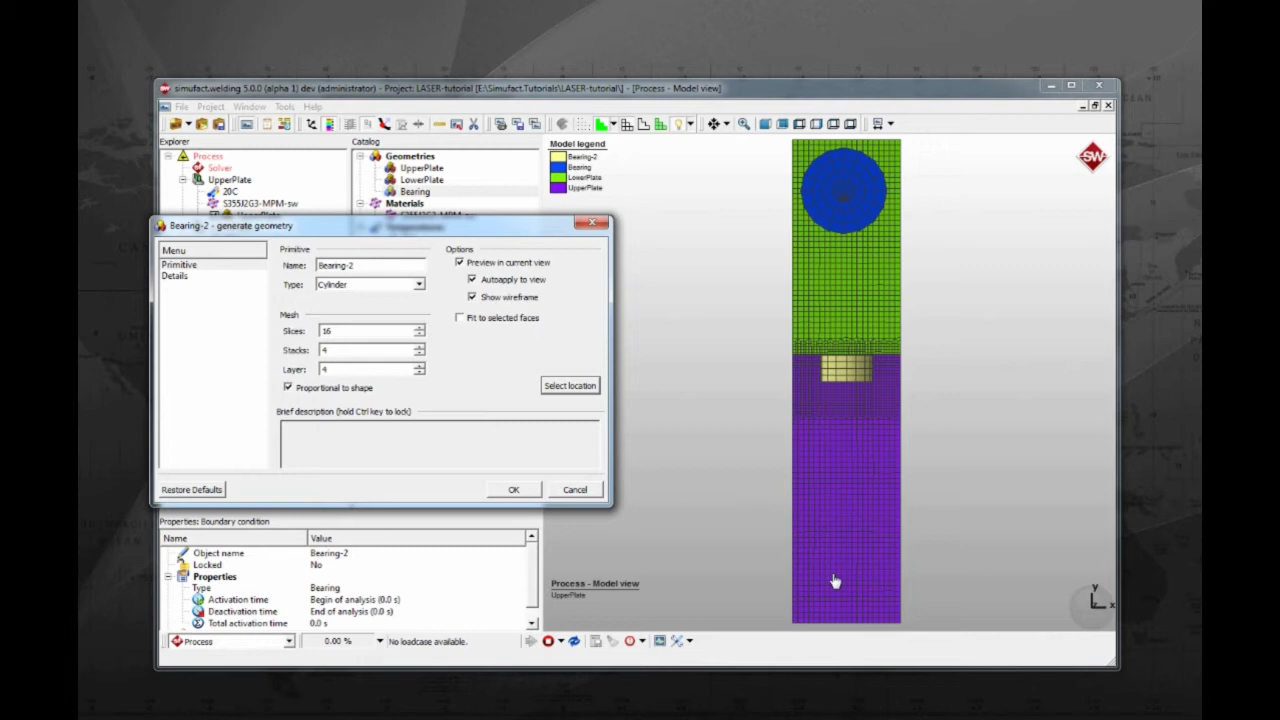 simufact.welding 5.0.0 (alpha 1) dev (administrator) - Project: LASER-tutorial [E:\Simufact.Tutorials\LASER-tutorial\] - [Process - Model view]
File Project Window Tools Help
Explorer
Process
Solver
UpperPlate
20C
S355J2G3-MPM-sw
Catalog
Geometries
UpperPlate
LowerPlate
Bearing
Materials
Model legend
Bearing-2
Bearing
LowerPlate
UpperPlate
SW
Bearing-2 - generate geometry
Menu
Primitive
Details
Primitive
Name: Bearing-2
Type: Cylinder
Mesh
Slices: 16
Stacks: 4
Layer: 4
Proportional to shape
Options
Preview in current view
Autoapply to view
Show wireframe
Fit to selected faces
Select location
Brief description (hold Ctrl key to lock)
Restore Defaults
OK
Cancel
Properties: Boundary condition
Name Value
Object name Bearing-2
Locked No
Properties
Type Bearing
Activation time Begin of analysis (0.0 s)
Deactivation time End of analysis (0.0 s)
Total activation time 0.0 s
Process - Model view
UpperPlate
Y
X
Process 0.00 % No loadcase available.